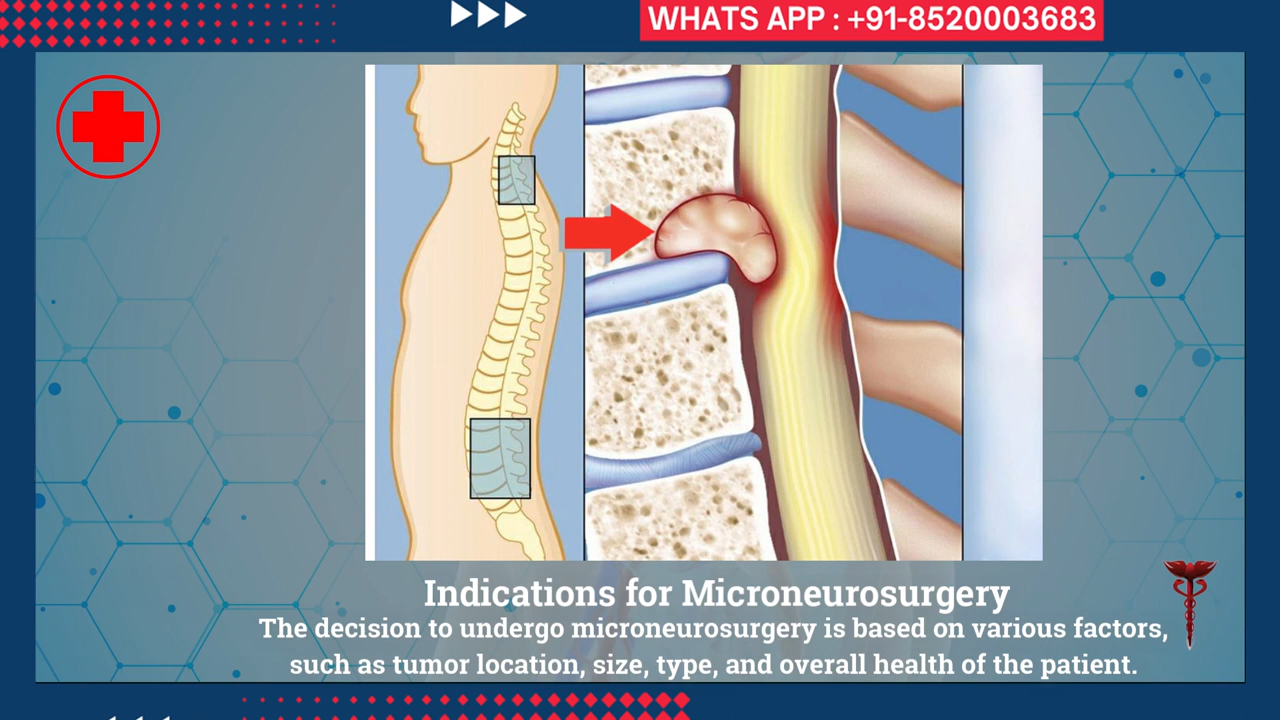 WHATS APP : +91-8520003683
Indications for Microneurosurgery
The decision to undergo microneurosurgery is based on various factors,
such as tumor location, size, type, and overall health of the patient.